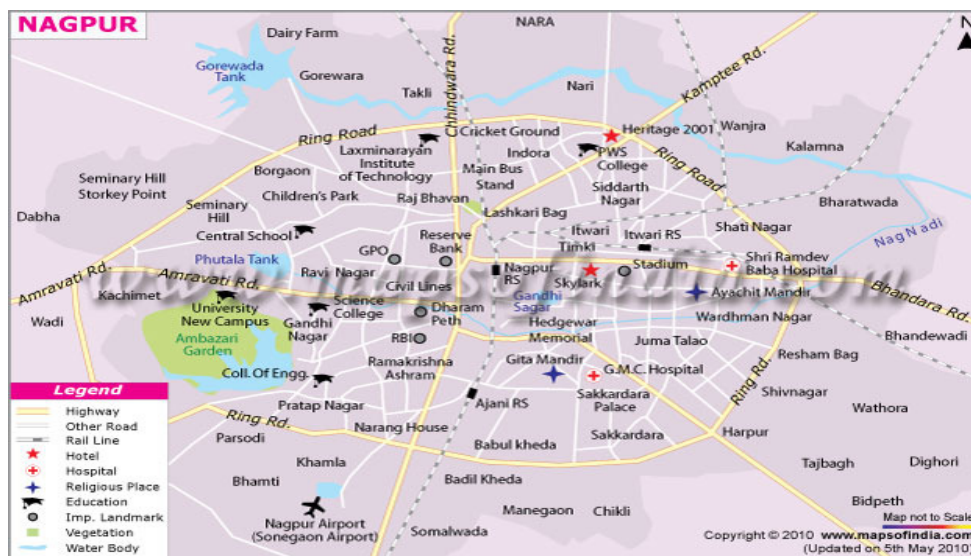 NAGPUR
Dairy Farm
NARA
N
Gorewada
Tank
Gorewara
Takli
Chhindwara Rd.
Nari
Kamptee Rd.
Ring Road
Cricket Ground
Heritage 2001
Wanjra
Laxminarayan
Institute
of Technology
Indora
PWS
College
Kalamna
Borgaon
Main Bus
Stand
Ring Road
Seminary Hill
Storkey Point
Children's Park
Raj Bhavan
Siddarth
Nagar
Bharatwada
Dabha
Seminary
Hill
Lashkari Bag
Central School
Reserve
Bank
Itwari
Timki
Itwari RS
Shati Nagar
Nag Nadi
GPO
Phutala Tank
Ravi Nagar
Nagpur
RS
Stadium
Shri Ramdev
Baba Hospital
Amravati Rd.
Amravati Rd.
Civil Lines
Skylark
Kachimet
Gandhi
Sagar
Ayachit Mandir
Bhandara Rd.
University
New Campus
Science
College
Dharam
Peth
Wadi
Gandhi
Nagar
Hedgewar
Memorial
Wardhman Nagar
Ambazari
Garden
RBI
Juma Talao
Bhandewadi
Ramakrishna
Ashram
Gita Mandir
Resham Bag
Coll. Of Engg.
G.M.C. Hospital
Ring Rd.
Ajani RS
Sakkardara
Palace
Shivnagar
Pratap Nagar
Wathora
Ring Rd.
Narang House
Sakkardara
Harpur
Parsodi
Babul kheda
Khamla
Tajbagh
Dighori
Bhamti
Badil Kheda
Bidpeth
Manegaon
Chikli
Nagpur Airport
(Sonegaon Airport)
Somalwada
Legend
Highway
Other Road
Rail Line
Hotel
Hospital
Religious Place
Education
Imp. Landmark
Vegetation
Water Body
Map not to Scale
Copyright © 2010 www.mapsofindia.com
(Updated on 5th May 2010)